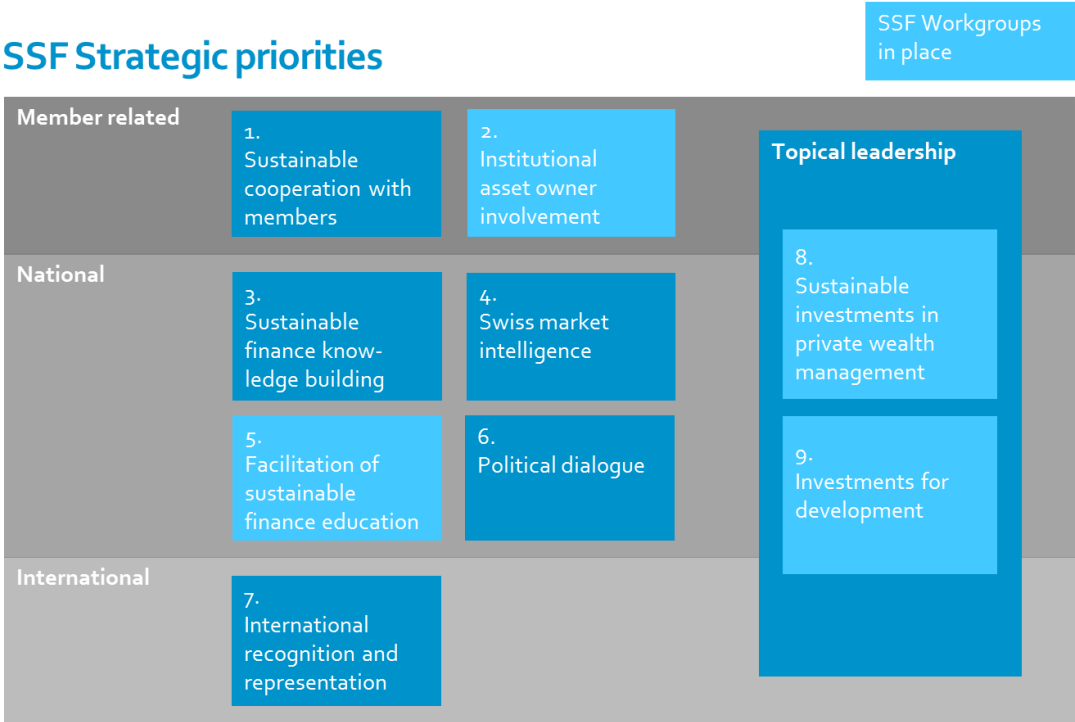 SSF Strategic priorities
SSF Workgroups
in place
Member related
1.
Sustainable
cooperation with
members
2.
Institutional
asset owner
involvement
Topical leadership
8.
Sustainable
investments in
private wealth
management
9.
Investments for
development
National
3.
Sustainable
finance know-
ledge building
4.
Swiss market
intelligence
5.
Facilitation of
sustainable
finance education
6.
Political dialogue
International
7.
International
recognition and
representation